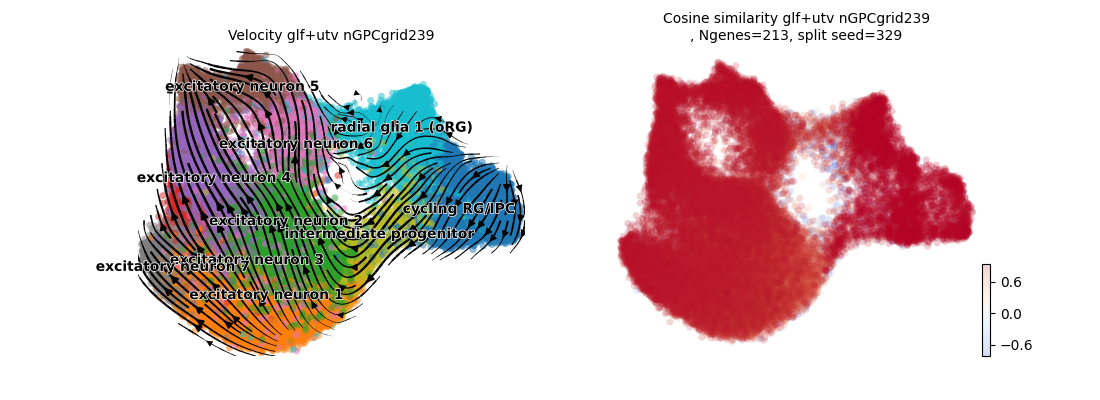 Velocity glf+utv nGPCgrid239
excitatory neuron 5
radial glia 1 (oRG)
excitatory neuron 6
excitatory neuron 4
cycling RG/IPC
excitatory neuron 2
intermediate progenitor
excitatory neuron 3
excitatory neuron 7
excitatory neuron 1
Cosine similarity glf+utv nGPCgrid239
, Ngenes=213, split seed=329
0.6
0.0
−0.6